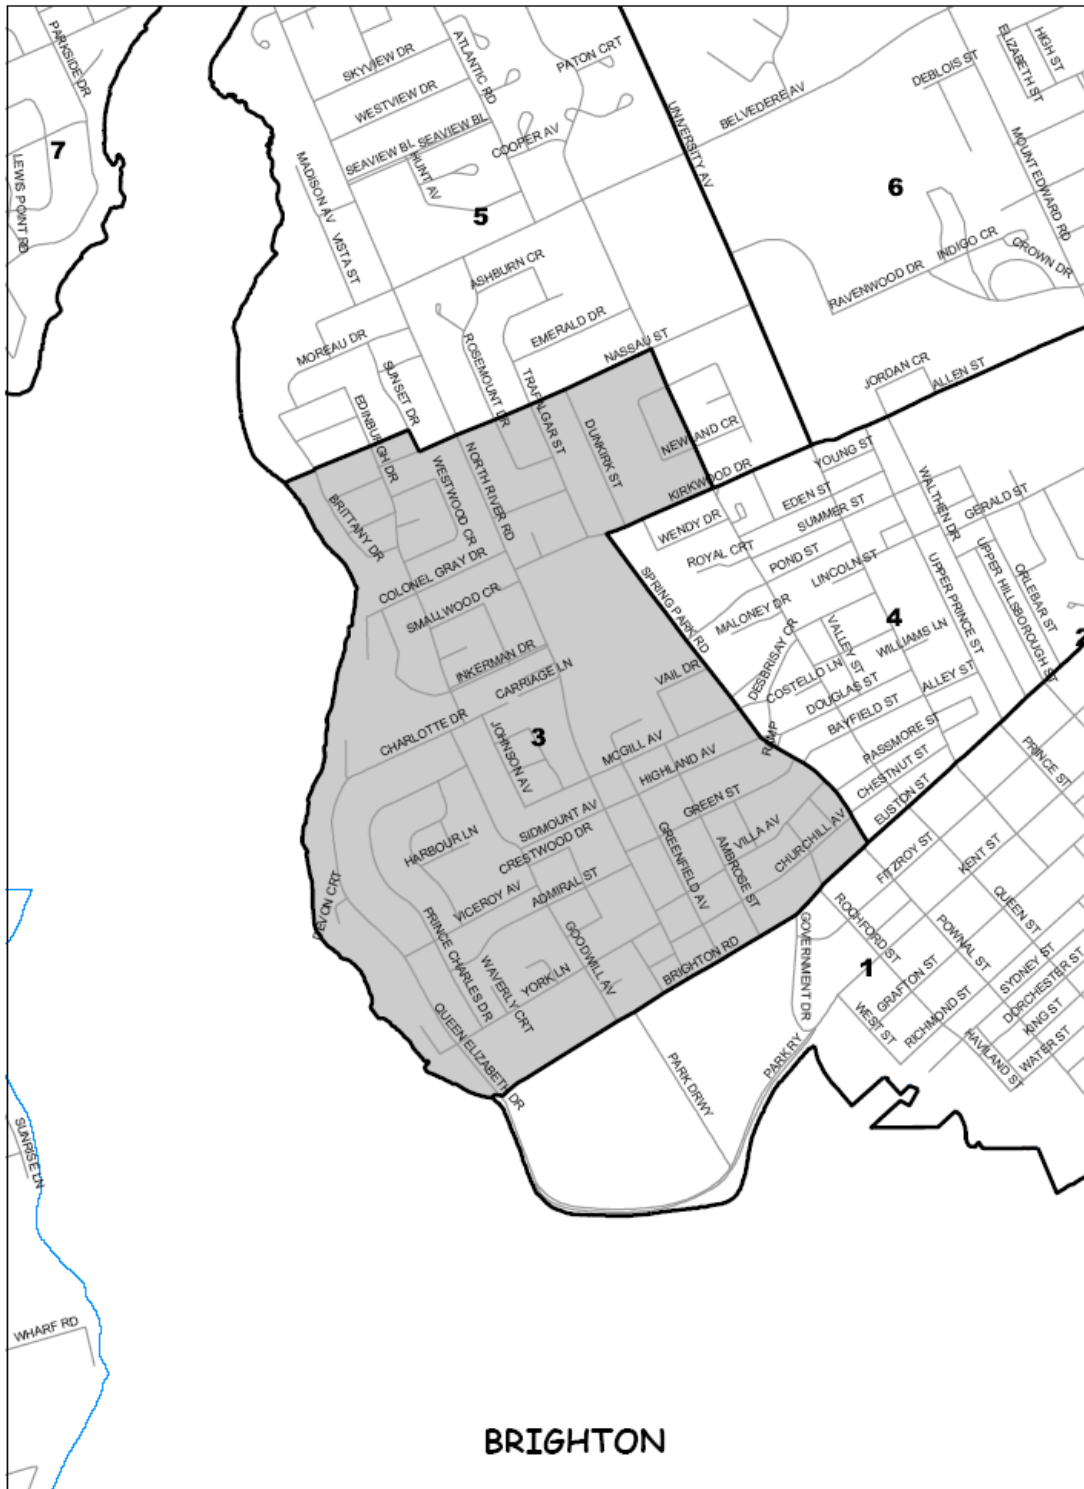 PARKSIDE DR
SKYVIEW DR
ATLANTIC RD
PATON CRT
DEBLOIS ST
ELIZABETH ST
HIGH ST
WESTVIEW DR
BELVEDERE AV
UNIVERSITY AV
MOUNT EDWARD RD
7
LEWIS POINT RD
SEAVIEW BL
SEAVIEW BL
COOPER AV
HUNT AV
MADISON AV
5
6
VISTA ST
ASHBURN CR
INDIGO CR
CROWN DR
RAVENWOOD DR
MOREAU DR
EMERALD DR
NASSAU ST
ROSEMOUNT DR
SUNSET DR
TRAFALGAR ST
JORDAN CR
ALLEN ST
EDINBURGH DR
DUNKIRK ST
NEWLAND CR
KIRKWOOD DR
YOUNG ST
NORTH RIVER RD
WESTWOOD CR
BRITTANY DR
WENDY DR
EDEN ST
SUMMER ST
WALTHEN DR
GERALD ST
ROYAL CRT
POND ST
LINCOLN ST
COLONEL GRAY DR
SMALLWOOD CR
SPRING PARK RD
MALONEY DR
UPPER PRINCE ST
UPPER HILLSBOROUGH ST
ORLEBAR ST
4
2
DESBRISAY CR
VALLEY ST
WILLIAMS LN
INKERMAN DR
CARRIAGE LN
VAIL DR
COSTELLO LN
DOUGLAS ST
ALLEY ST
BAYFIELD ST
RAMP
PASSMORE ST
CHARLOTTE DR
JOHNSON AV
3
MCGILL AV
HIGHLAND AV
CHESTNUT ST
EUSTON ST
PRINCE ST
GREEN ST
SIDMOUNT AV
CRESTWOOD DR
HARBOUR LN
GREENFIELD AV
AMBROSE ST
VILLA AV
CHURCHILL AV
FITZROY ST
KENT ST
VICEROY AV
ADMIRAL ST
DEVON CRT
PRINCE CHARLES DR
GOODWILL AV
BRIGHTON RD
ROCHFORD ST
POWNAL ST
QUEEN ST
GOVERNMENT DR
WAVERLY CRT
YORK LN
1
GRAFTON ST
SYDNEY ST
DORCHESTER ST
RICHMOND ST
KING ST
WATER ST
WEST ST
HAVILAND ST
QUEEN ELIZABETH DR
PARK DRWY
PARK RY
SUNRISE LN
WHARF RD
BRIGHTON